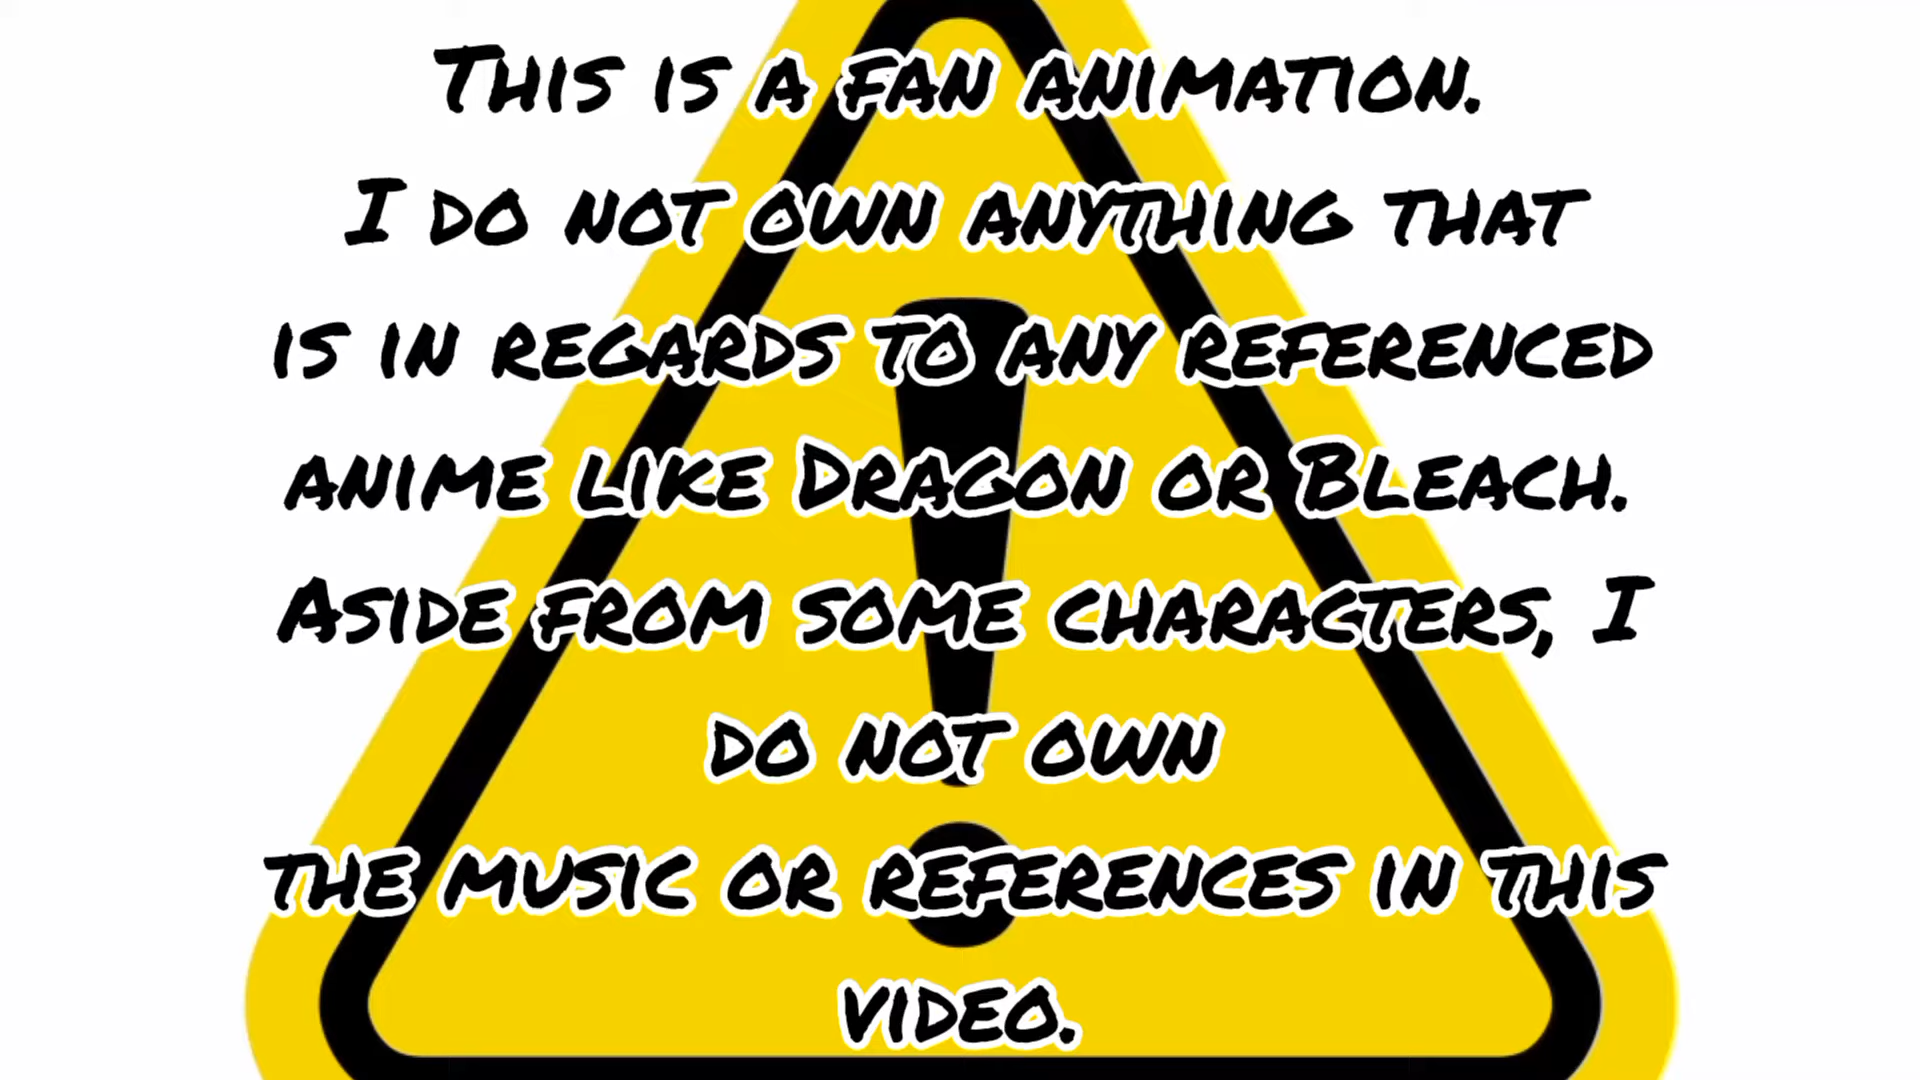 This is a fan animation.
I do not own anything that
is in regards to any referenced
anime like Dragon or Bleach.
Aside from some characters, I
do not own
the music or references in this
video.